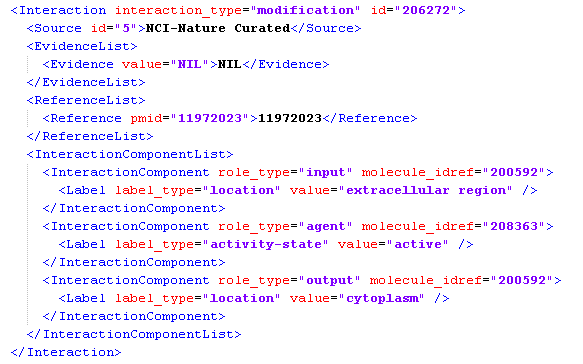 <Interaction interaction_type="modification" id="206272">
<Source id="5">NCI-Nature Curated</Source>
<EvidenceList>
<Evidence value="NIL">NIL</Evidence>
</EvidenceList>
<ReferenceList>
<Reference pmid="11972023">11972023</Reference>
</ReferenceList>
<InteractionComponentList>
<InteractionComponent role_type="input" molecule_idref="200592">
<Label label_type="location" value="extracellular region" />
</InteractionComponent>
<InteractionComponent role_type="agent" molecule_idref="208363">
<Label label_type="activity-state" value="active" />
</InteractionComponent>
<InteractionComponent role_type="output" molecule_idref="200592">
<Label label_type="location" value="cytoplasm" />
</InteractionComponent>
</InteractionComponentList>
</Interaction>